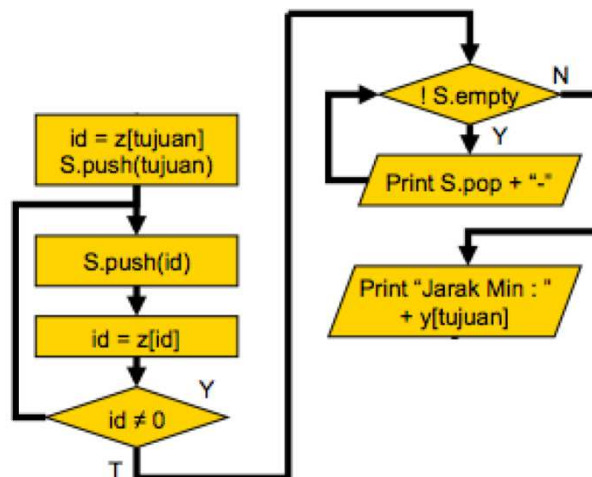 id = z[tujuan]
S.push(tujuan)
S.push(id)
id = z[id]
Y
id ≠ 0
T
N
! S.empty
Y
Print S.pop + “-”
Print “Jarak Min : "
+ y[tujuan]